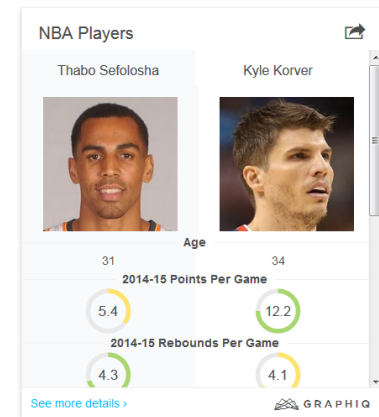 NBA Players
Thabo Sefolosha Kyle Korver
Age
31 34
2014-15 Points Per Game
5.4 12.2
2014-15 Rebounds Per Game
4.3 4.1
See more details › GRAPHIQ